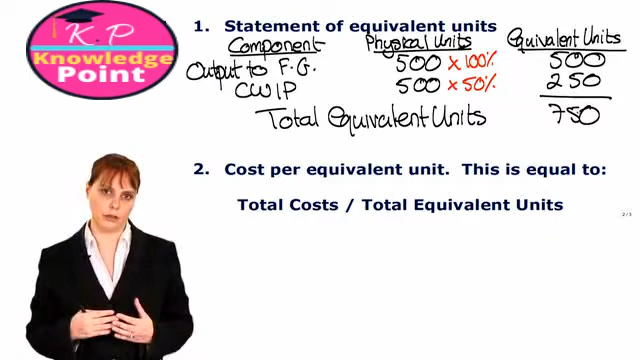 K.P
Knowledge
Point
1. Statement of equivalent units
Component Physical Units Equivalent Units
Output to F.G. 500 x 100% 500
CWIP 500 x 50% 250
Total Equivalent Units 750
2. Cost per equivalent unit. This is equal to:
Total Costs / Total Equivalent Units
2/3